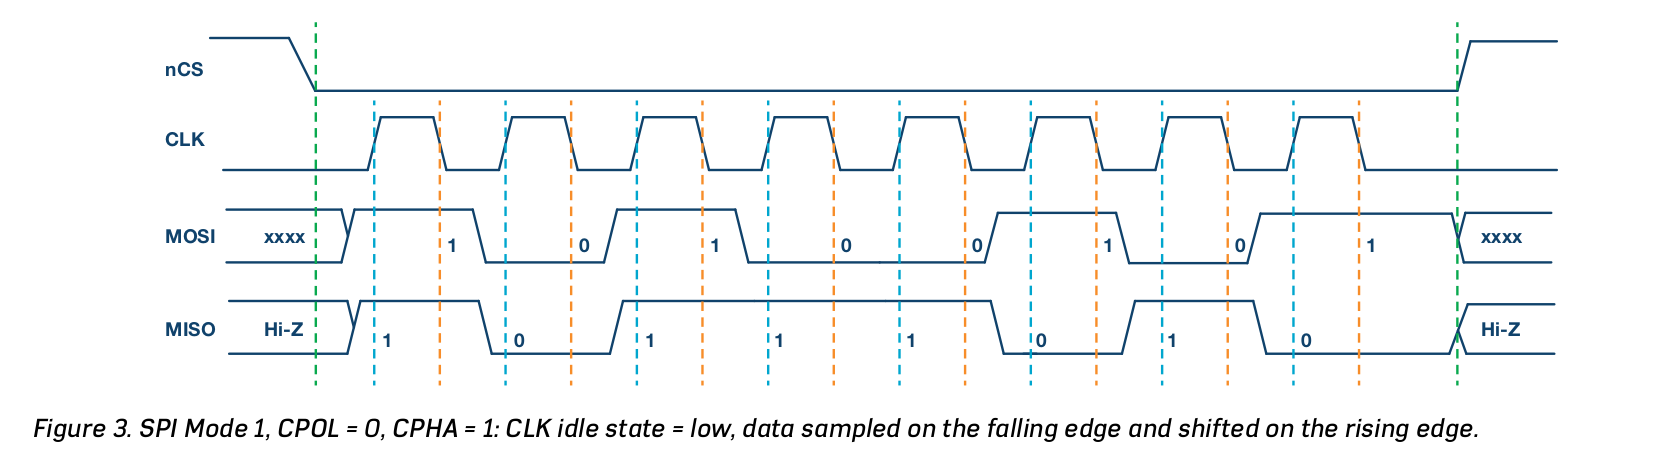 nCS
CLK
MOSI xxxx 1 0 1 0 0 1 0 1 xxxx
MISO Hi-Z 1 0 1 1 1 0 1 0 Hi-Z
Figure 3. SPI Mode 1, CPOL = 0, CPHA = 1: CLK idle state = low, data sampled on the falling edge and shifted on the rising edge.